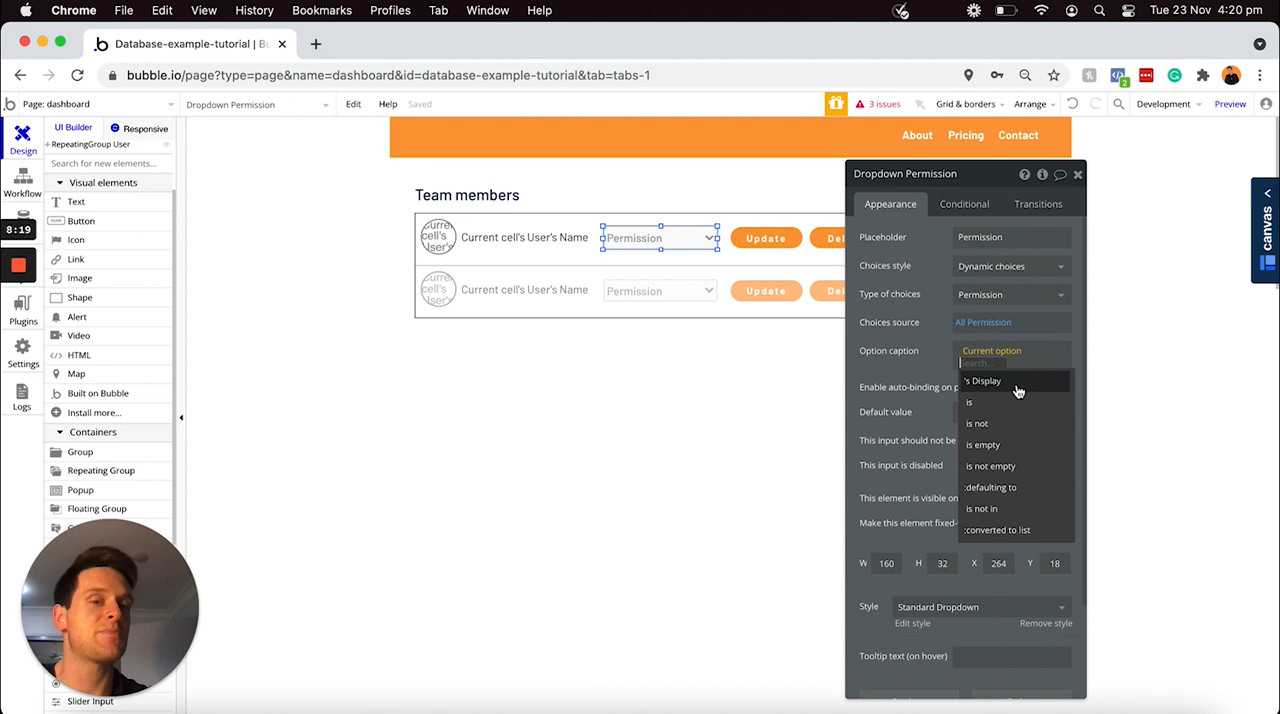 Chrome File Edit View History Bookmarks Profiles Tab Window Help Tue 23 Nov 4:20 pm
Database-example-tutorial | Bu
bubble.io/page?type=page&name=dashboard&id=database-example-tutorial&tab=tabs-1
2
Page: dashboard Dropdown Permission Edit Help Saved 3 issues Grid & borders Arrange Development Preview
Design
Workflow
8:19
Plugins
Settings
Logs
UI Builder Responsive
RepeatingGroup User
Search for new elements...
Visual elements
Text
Button
Icon
Link
Image
Shape
Alert
Video
HTML
Map
Built on Bubble
Install more...
Containers
Group
Repeating Group
Popup
Floating Group
Slider Input
About Pricing Contact
Team members
Current cell's User's Name Permission Update Del
Current cell's User's Name Permission Update Del
Dropdown Permission
Appearance Conditional Transitions
Placeholder Permission
Choices style Dynamic choices
Type of choices Permission
Choices source All Permission
Option caption Current option
Search...
's Display
is
is not
is empty
is not empty
:defaulting to
is not in
:converted to list
Enable auto-binding on p
Default value
This input should not be
This input is disabled
This element is visible on
Make this element fixed-
W 160 H 32 X 264 Y 18
Style Standard Dropdown
Edit style Remove style
Tooltip text (on hover)
canvas